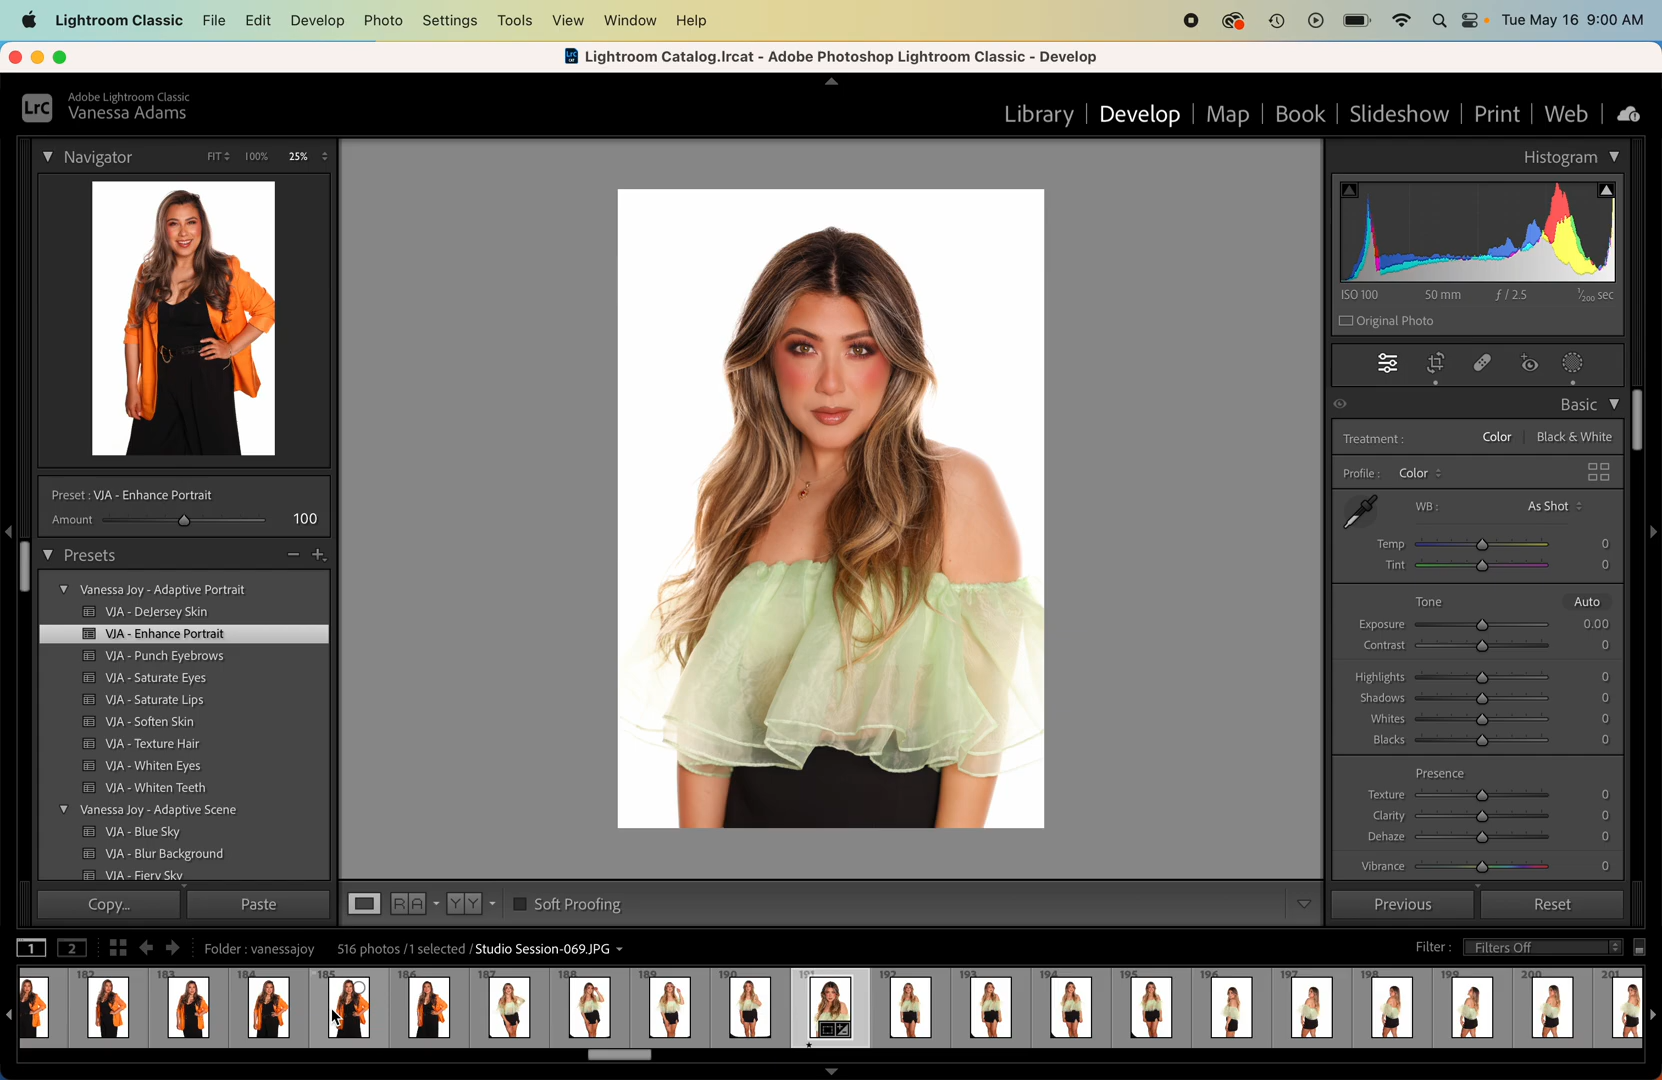 Lightroom Classic File Edit Develop Photo Settings Tools View Window Help Tue May 16 9:00 AM
Lightroom Catalog.lrcat - Adobe Photoshop Lightroom Classic - Develop
LrC
Adobe Lightroom Classic
Vanessa Adams
Library Develop Map Book Slideshow Print Web
Navigator FIT 100% 25%
Histogram
ISO 100 50 mm f / 2.5 1/200 sec
Original Photo
Basic
Treatment : Color Black & White
Profile : Color
WB : As Shot
Temp 0
Tint 0
Tone Auto
Exposure 0.00
Contrast 0
Highlights 0
Shadows 0
Whites 0
Blacks 0
Presence
Texture 0
Clarity 0
Dehaze 0
Vibrance 0
Preset : VJA - Enhance Portrait
Amount 100
Presets
Vanessa Joy - Adaptive Portrait
VJA - DeJersey Skin
VJA - Enhance Portrait
VJA - Punch Eyebrows
VJA - Saturate Eyes
VJA - Saturate Lips
VJA - Soften Skin
VJA - Texture Hair
VJA - Whiten Eyes
VJA - Whiten Teeth
Vanessa Joy - Adaptive Scene
VJA - Blue Sky
VJA - Blur Background
VJA - Fiery Sky
Copy... Paste
R A Y Y Soft Proofing
Previous Reset
1 2 Folder : vanessajoy 516 photos / 1 selected / Studio Session-069.JPG Filter : Filters Off
182 183 184 185 186 187 188 189 190 191 192 193 194 195 196 197 198 199 200 201